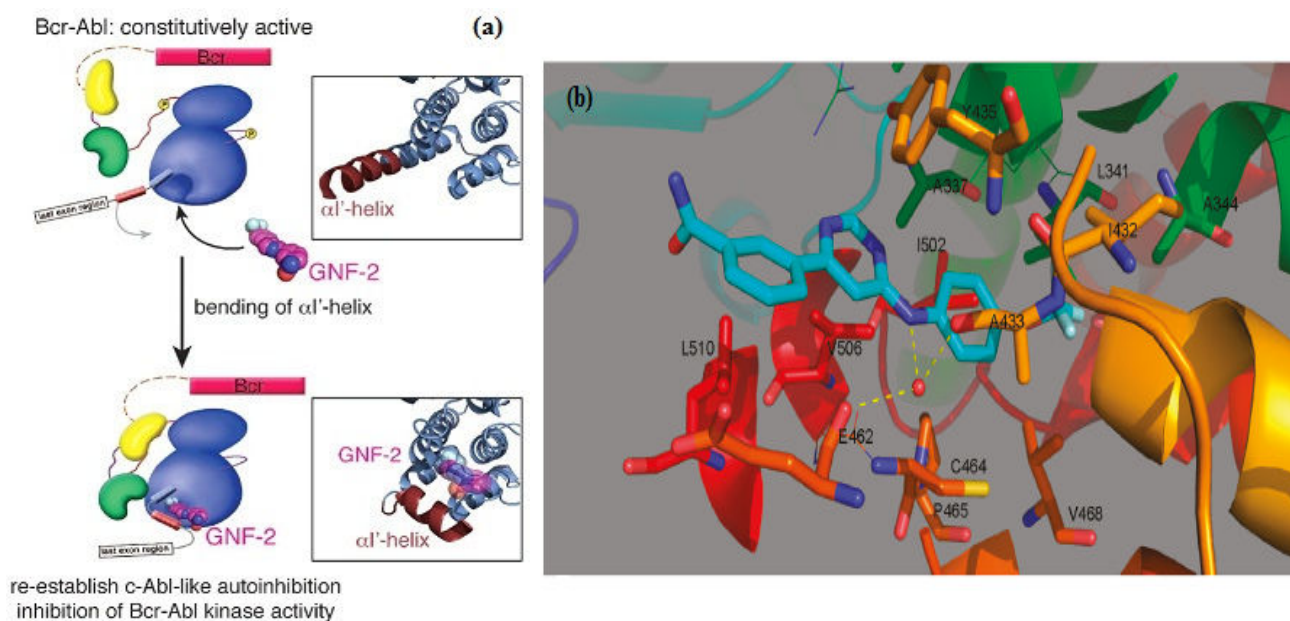 Bcr-Abl: constitutively active
(a)
Bcr
P
P
last exon region
αI'-helix
GNF-2
bending of αI'-helix
Bcr
GNF-2
last exon region
GNF-2
αI'-helix
re-establish c-Abl-like autoinhibition
inhibition of Bcr-Abl kinase activity
(b)
Y435
A337
L341
A344
I432
I502
A433
L510
V506
E462
C464
P465
V468